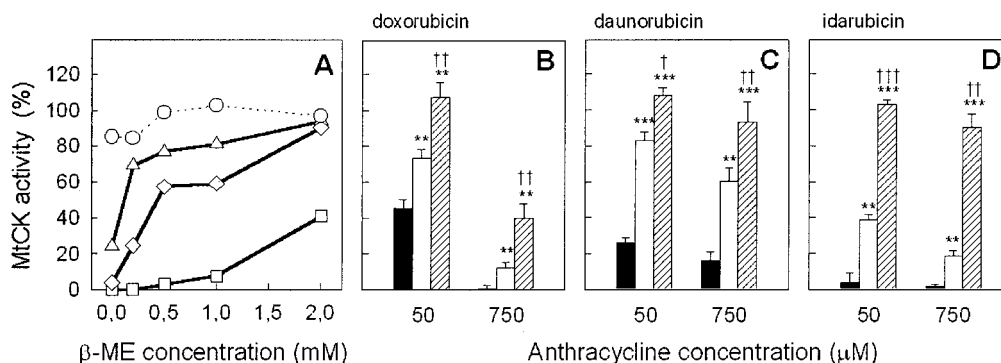 doxorubicin
daunorubicin
idarubicin
MtCK activity (%)
120
100
80
60
40
20
0
A
0,0 0,5 1,0 1,5 2,0
β-ME concentration (mM)
B
††
**
**
††
**
**
50 750
C
†
***
***
††
***
**
50 750
D
†††
***
**
††
***
**
50 750
Anthracycline concentration (μM)